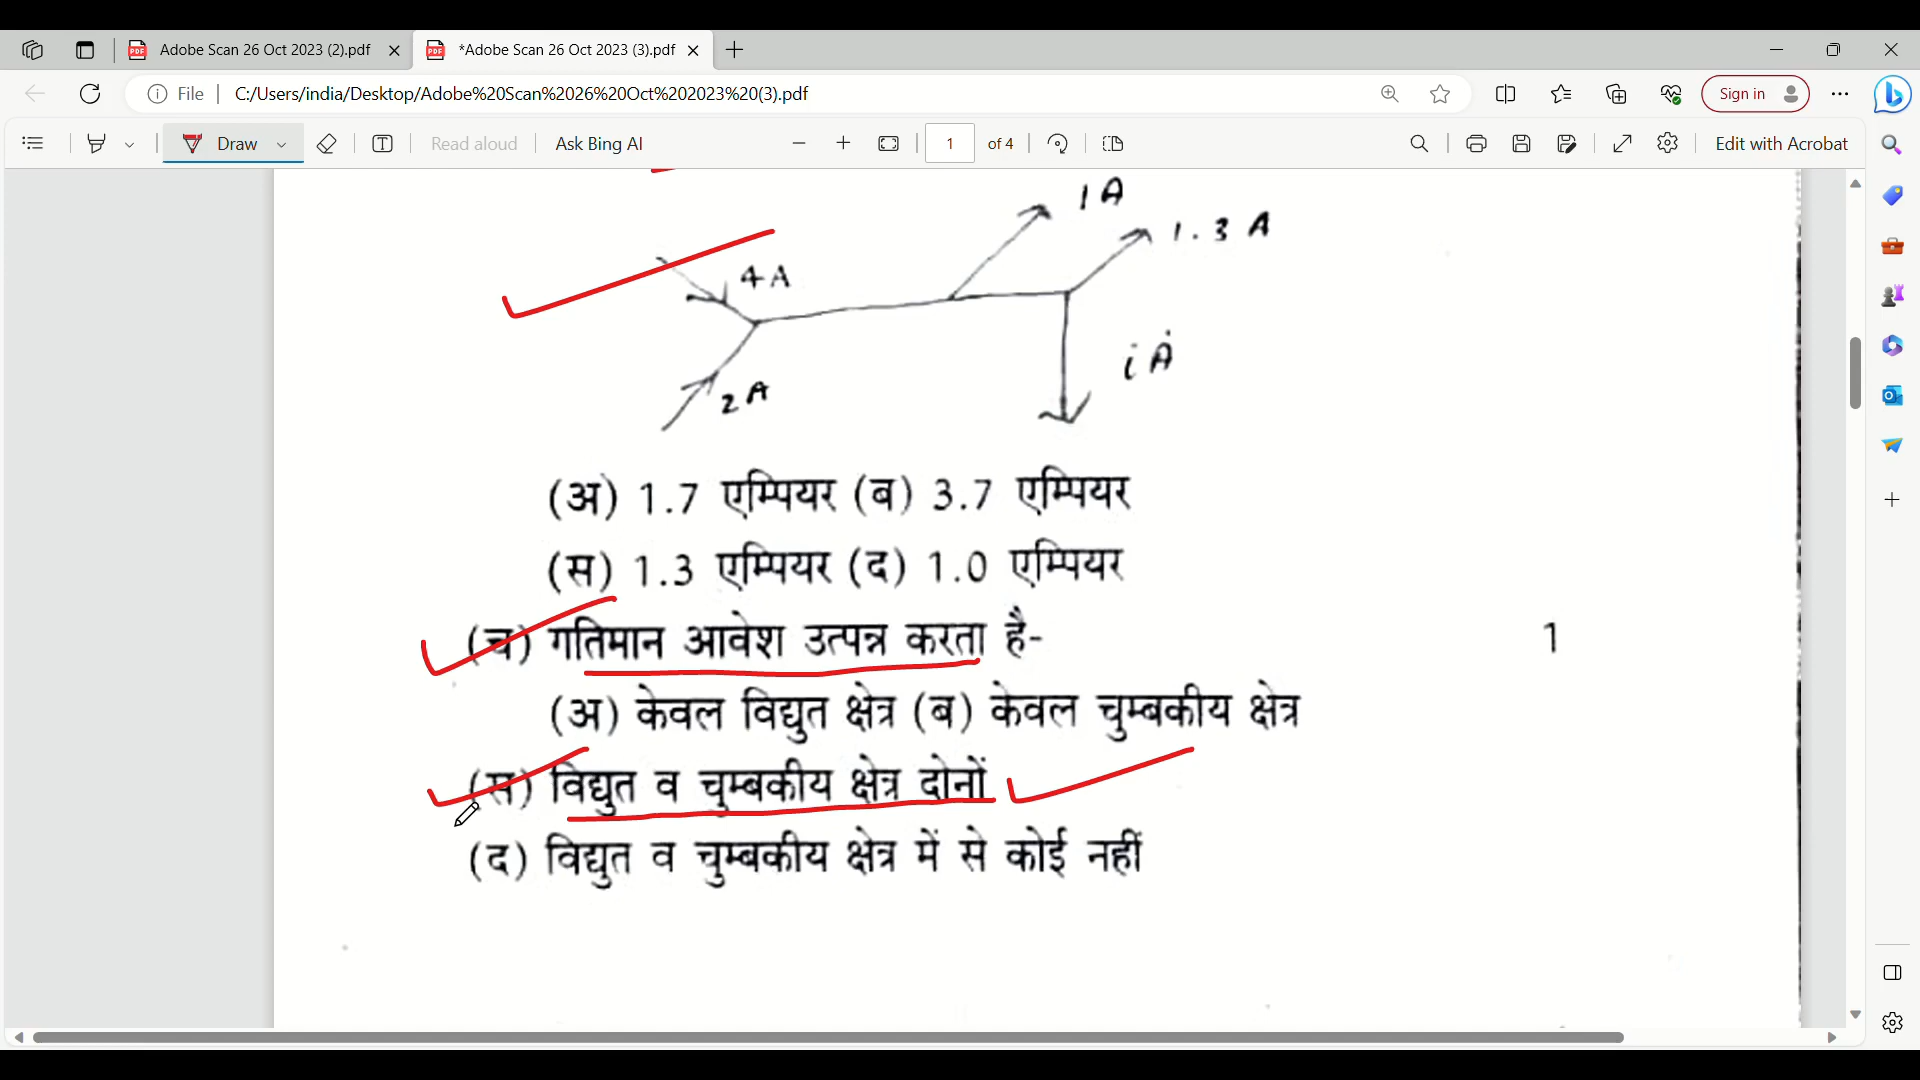 Adobe Scan 26 Oct 2023 (2).pdf
*Adobe Scan 26 Oct 2023 (3).pdf
File
C:/Users/india/Desktop/Adobe%20Scan%2026%20Oct%202023%20(3).pdf
Sign in
Draw
Read aloud
Ask Bing AI
1 of 4
Edit with Acrobat
1 A
1.3 A
4A
i A
2 A
(अ) 1.7 एम्पियर (ब) 3.7 एम्पियर
(स) 1.3 एम्पियर (द) 1.0 एम्पियर
(च) गतिमान आवेश उत्पन्न करता है- 1
(अ) केवल विद्युत क्षेत्र (ब) केवल चुम्बकीय क्षेत्र
(स) विद्युत व चुम्बकीय क्षेत्र दोनों
(द) विद्युत व चुम्बकीय क्षेत्र में से कोई नहीं